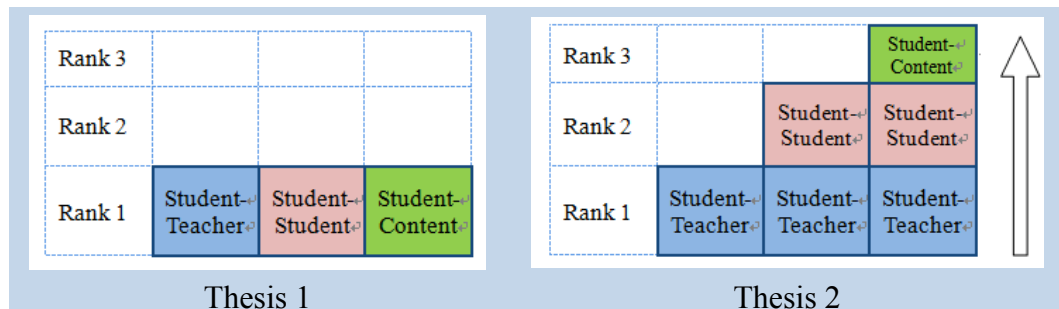 Rank 3
Rank 2
Rank 1
Student-
Teacher
Student-
Student
Student-
Content
Thesis 1
Rank 3
Student-
Content
Rank 2
Student-
Student
Student-
Student
Rank 1
Student-
Teacher
Student-
Teacher
Student-
Teacher
Thesis 2